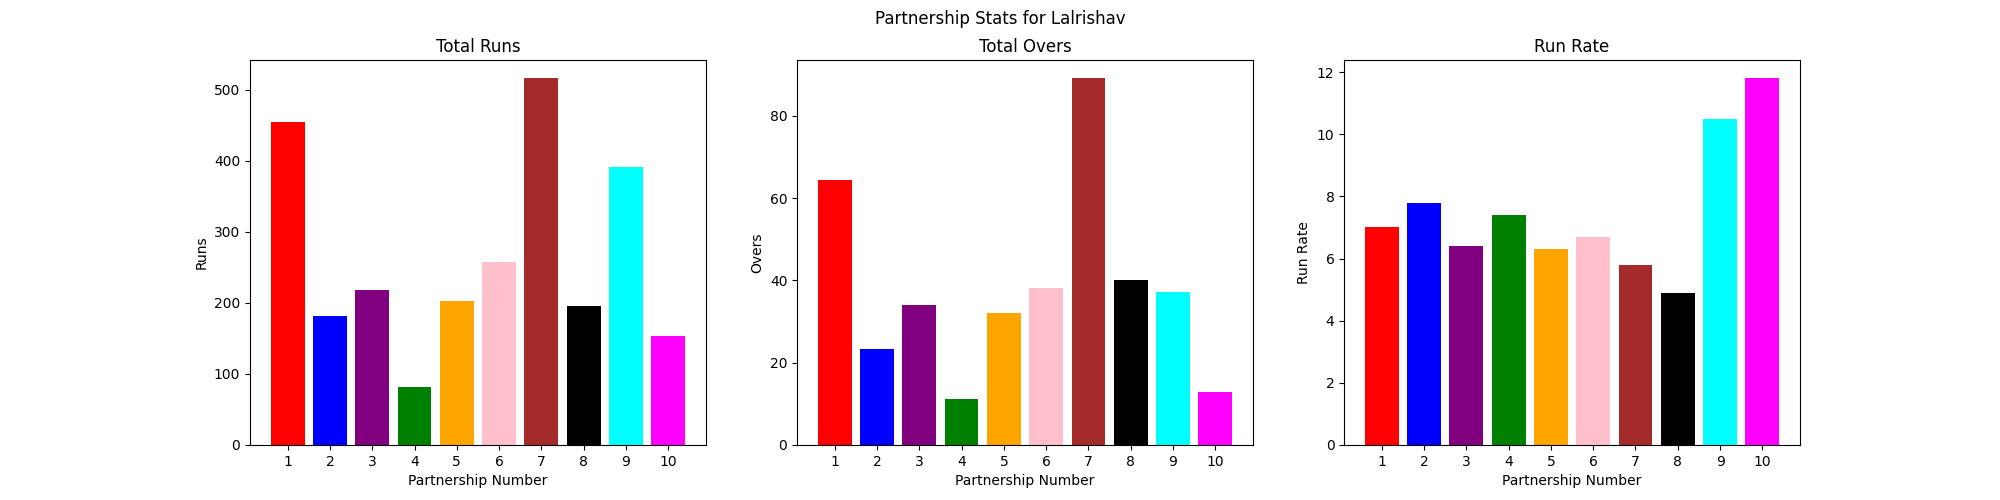 Partnership Stats for Lalrishav
Total Runs
Total Overs
Run Rate
Runs
500
400
300
200
100
0
1 2 3 4 5 6 7 8 9 10
Partnership Number
Overs
80
60
40
20
0
1 2 3 4 5 6 7 8 9 10
Partnership Number
Run Rate
12
10
8
6
4
2
0
1 2 3 4 5 6 7 8 9 10
Partnership Number